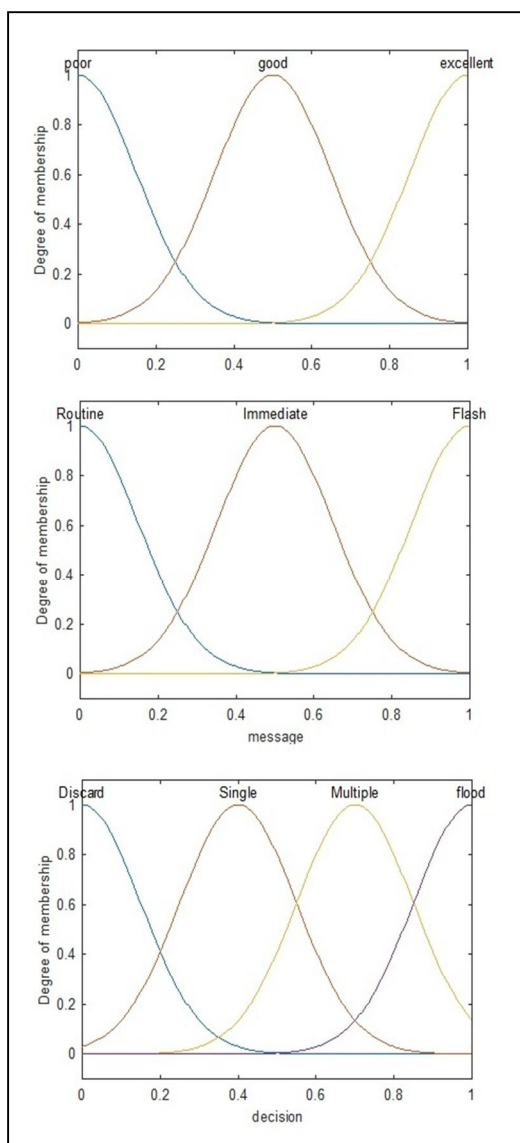 poor good excellent
1
0.8
0.6
0.4
0.2
0
Degree of membership
0 0.2 0.4 0.6 0.8 1
Routine Immediate Flash
1
0.8
0.6
0.4
0.2
0
Degree of membership
0 0.2 0.4 0.6 0.8 1
message
Discard Single Multiple flood
1
0.8
0.6
0.4
0.2
0
Degree of membership
0 0.2 0.4 0.6 0.8 1
decision